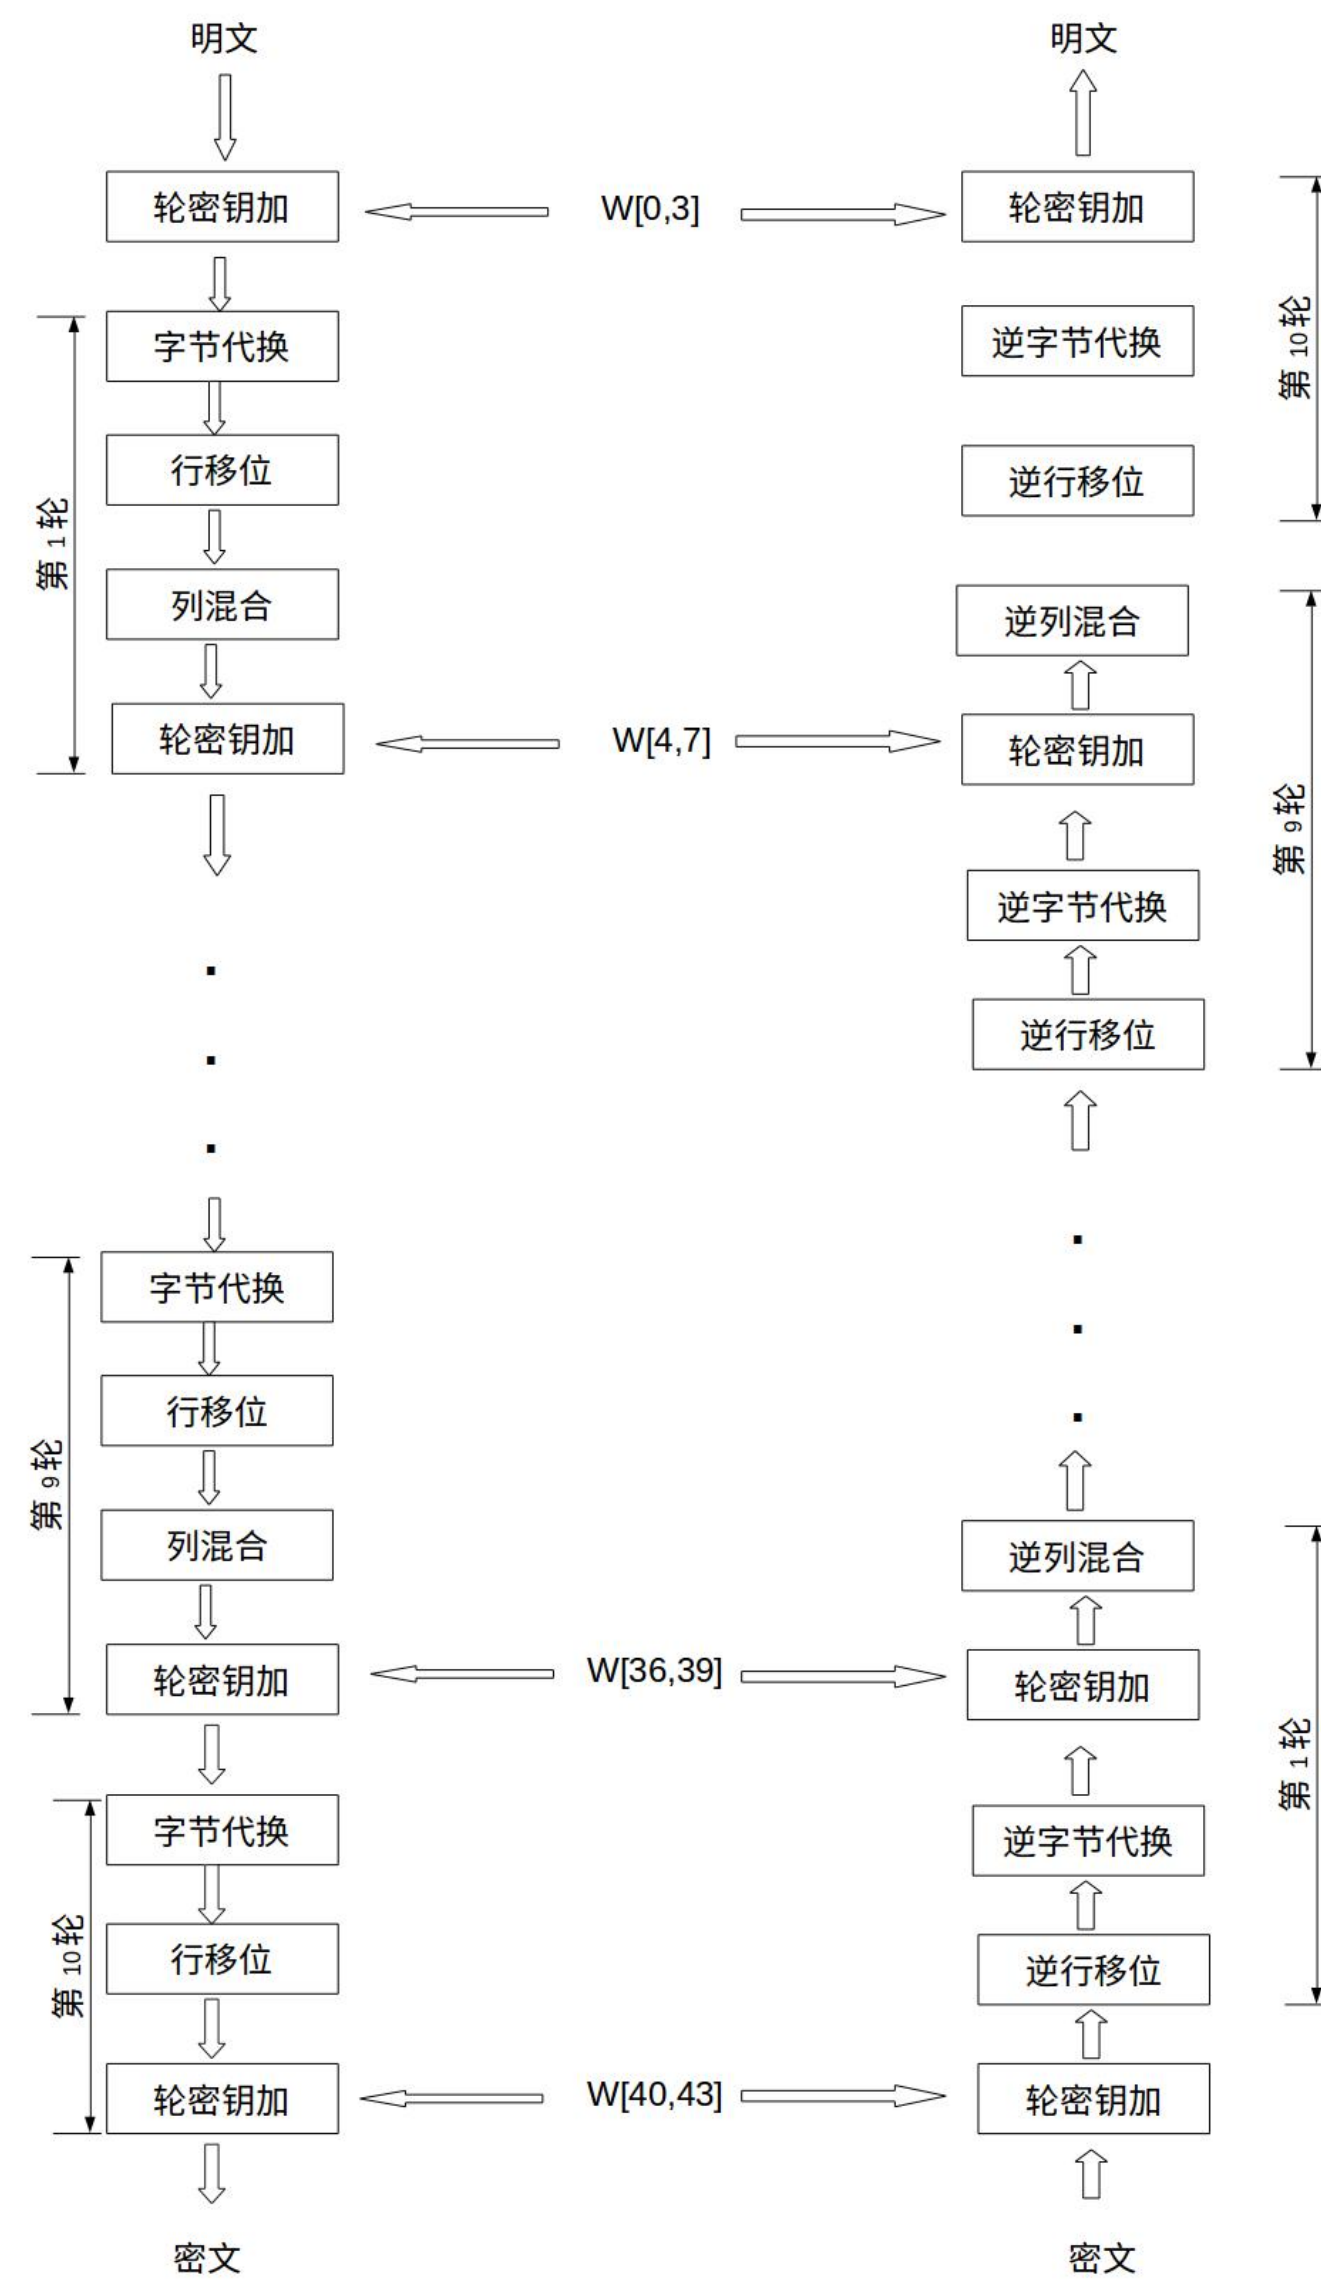 明文
轮密钥加
字节代换
行移位
列混合
轮密钥加
第 1 轮
.
.
.
字节代换
行移位
列混合
轮密钥加
第 9 轮
字节代换
行移位
轮密钥加
第 10 轮
密文
W[0,3]
W[4,7]
W[36,39]
W[40,43]
明文
轮密钥加
逆字节代换
逆行移位
第 10 轮
逆列混合
轮密钥加
逆字节代换
逆行移位
第 9 轮
.
.
.
逆列混合
轮密钥加
逆字节代换
逆行移位
第 1 轮
轮密钥加
密文